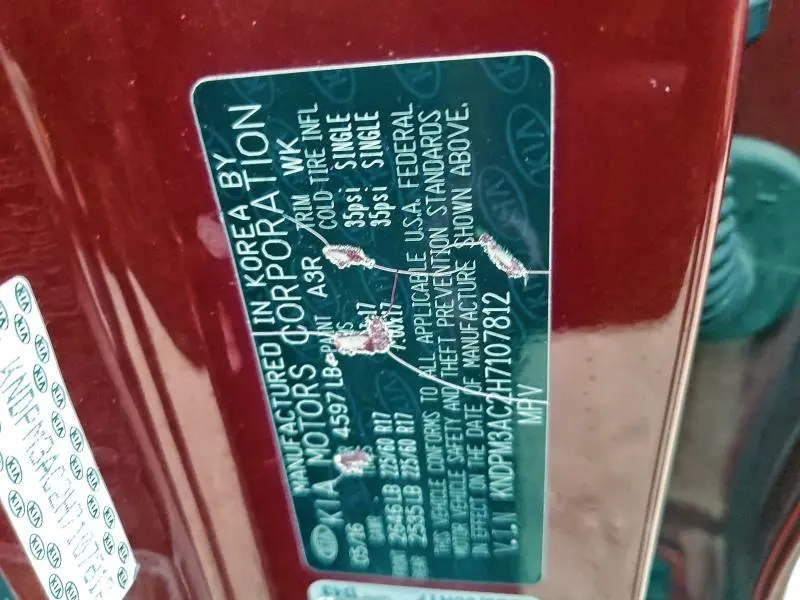 MANUFACTURED IN KOREA BY
KIA MOTORS CORPORATION
05/16 4597 LB PAINT A3R TRIM WK
COLD TIRE INFL
2646 LB 225/60 R17 35psi SINGLE
2535 LB 225/60 R17 7.00x17 35psi SINGLE
THIS VEHICLE CONFORMS TO ALL APPLICABLE U.S.A. FEDERAL
MOTOR VEHICLE SAFETY AND THEFT PREVENTION STANDARDS
IN EFFECT ON THE DATE OF MANUFACTURE SHOWN ABOVE.
V.I.N KNDPM3AC2H7107812
MPV